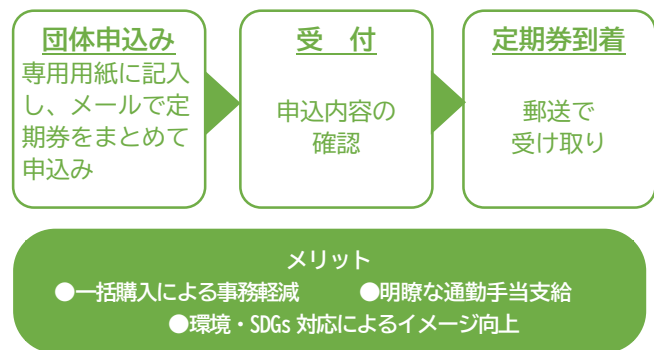 団体申込み
専用用紙に記入
し、メールで定
期券をまとめて
申込み
受　付
申込内容の
確認
定期券到着
郵送で
受け取り
メリット
●一括購入による事務軽減　●明瞭な通勤手当支給
●環境・SDGs 対応によるイメージ向上